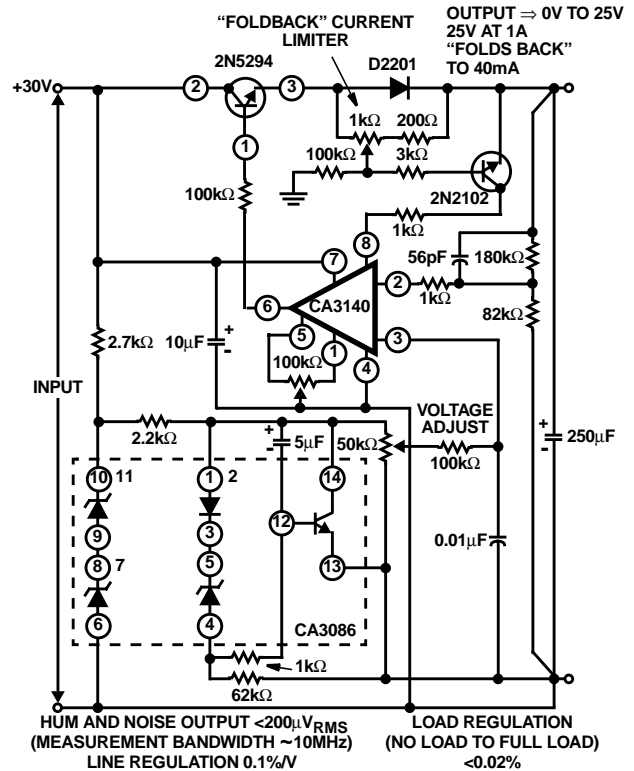 "FOLDBACK" CURRENT
LIMITER
OUTPUT ⇒ 0V TO 25V
25V AT 1A
"FOLDS BACK"
TO 40mA
2N5294
D2201
+30V
2
3
1kΩ
200Ω
1
100kΩ
3kΩ
100kΩ
2N2102
1kΩ
8
7
56pF
180kΩ
2
6
CA3140
1kΩ
82kΩ
5
3
2.7kΩ
10µF
+
-
1
100kΩ
4
INPUT
VOLTAGE
ADJUST
2.2kΩ
+
-
5µF
50kΩ
100kΩ
+
-
250µF
10
11
1
2
14
9
3
12
0.01µF
8
7
5
13
6
4
CA3086
1kΩ
62kΩ
HUM AND NOISE OUTPUT <200µVRMS
(MEASUREMENT BANDWIDTH ~10MHz)
LINE REGULATION 0.1%/V
LOAD REGULATION
(NO LOAD TO FULL LOAD)
<0.02%